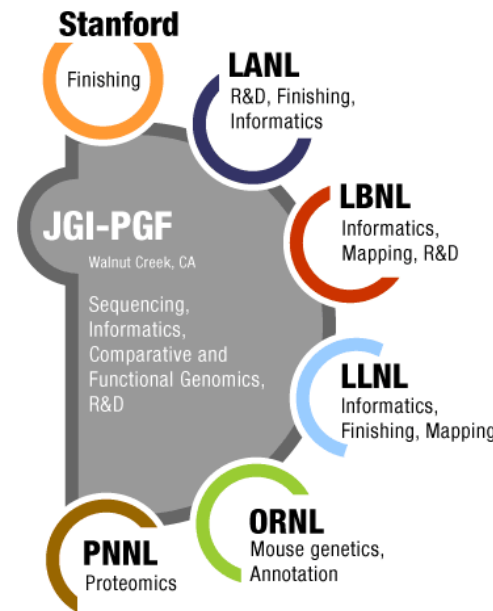 Stanford
Finishing
LANL
R&D, Finishing,
Informatics
LBNL
Informatics,
Mapping, R&D
JGI-PGF
Walnut Creek, CA
Sequencing,
Informatics,
Comparative and
Functional Genomics,
R&D
LLNL
Informatics,
Finishing, Mapping
ORNL
Mouse genetics,
Annotation
PNNL
Proteomics